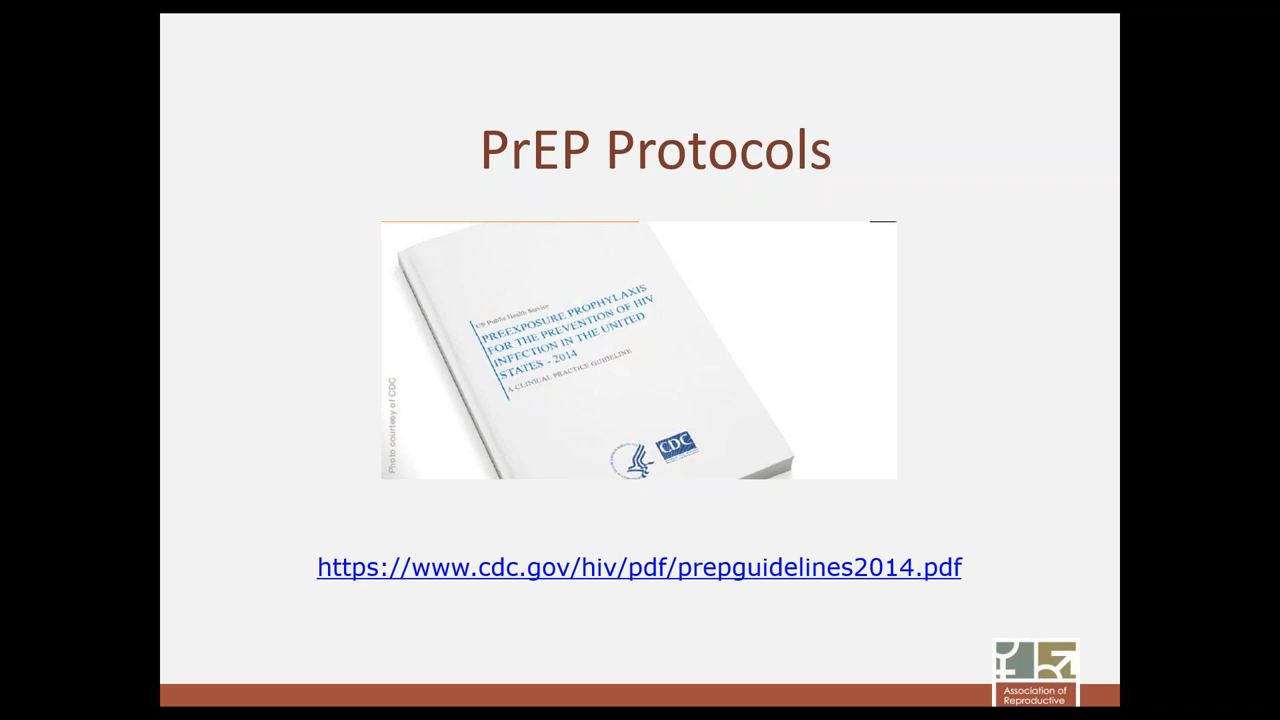 PrEP Protocols
US Public Health Service
PREEXPOSURE PROPHYLAXIS
FOR THE PREVENTION OF HIV
INFECTION IN THE UNITED
STATES - 2014
A CLINICAL PRACTICE GUIDELINE
CDC
Photo courtesy of CDC
https://www.cdc.gov/hiv/pdf/prepguidelines2014.pdf
Association of
Reproductive